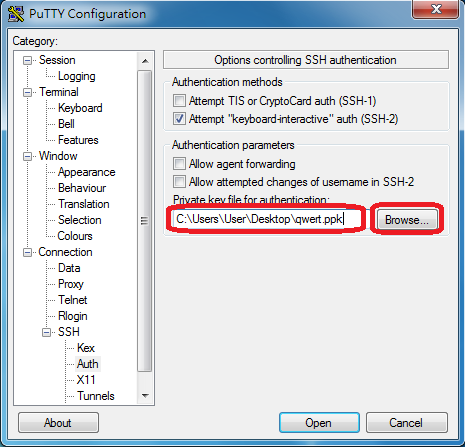 PuTTY Configuration
Category:
Session
Logging
Terminal
Keyboard
Bell
Features
Window
Appearance
Behaviour
Translation
Selection
Colours
Connection
Data
Proxy
Telnet
Rlogin
SSH
Kex
Auth
X11
Tunnels
Options controlling SSH authentication
Authentication methods
Attempt TIS or CryptoCard auth (SSH-1)
Attempt "keyboard-interactive" auth (SSH-2)
Authentication parameters
Allow agent forwarding
Allow attempted changes of username in SSH-2
Private key file for authentication:
C:\Users\User\Desktop\qwert.ppk
Browse...
About
Open
Cancel